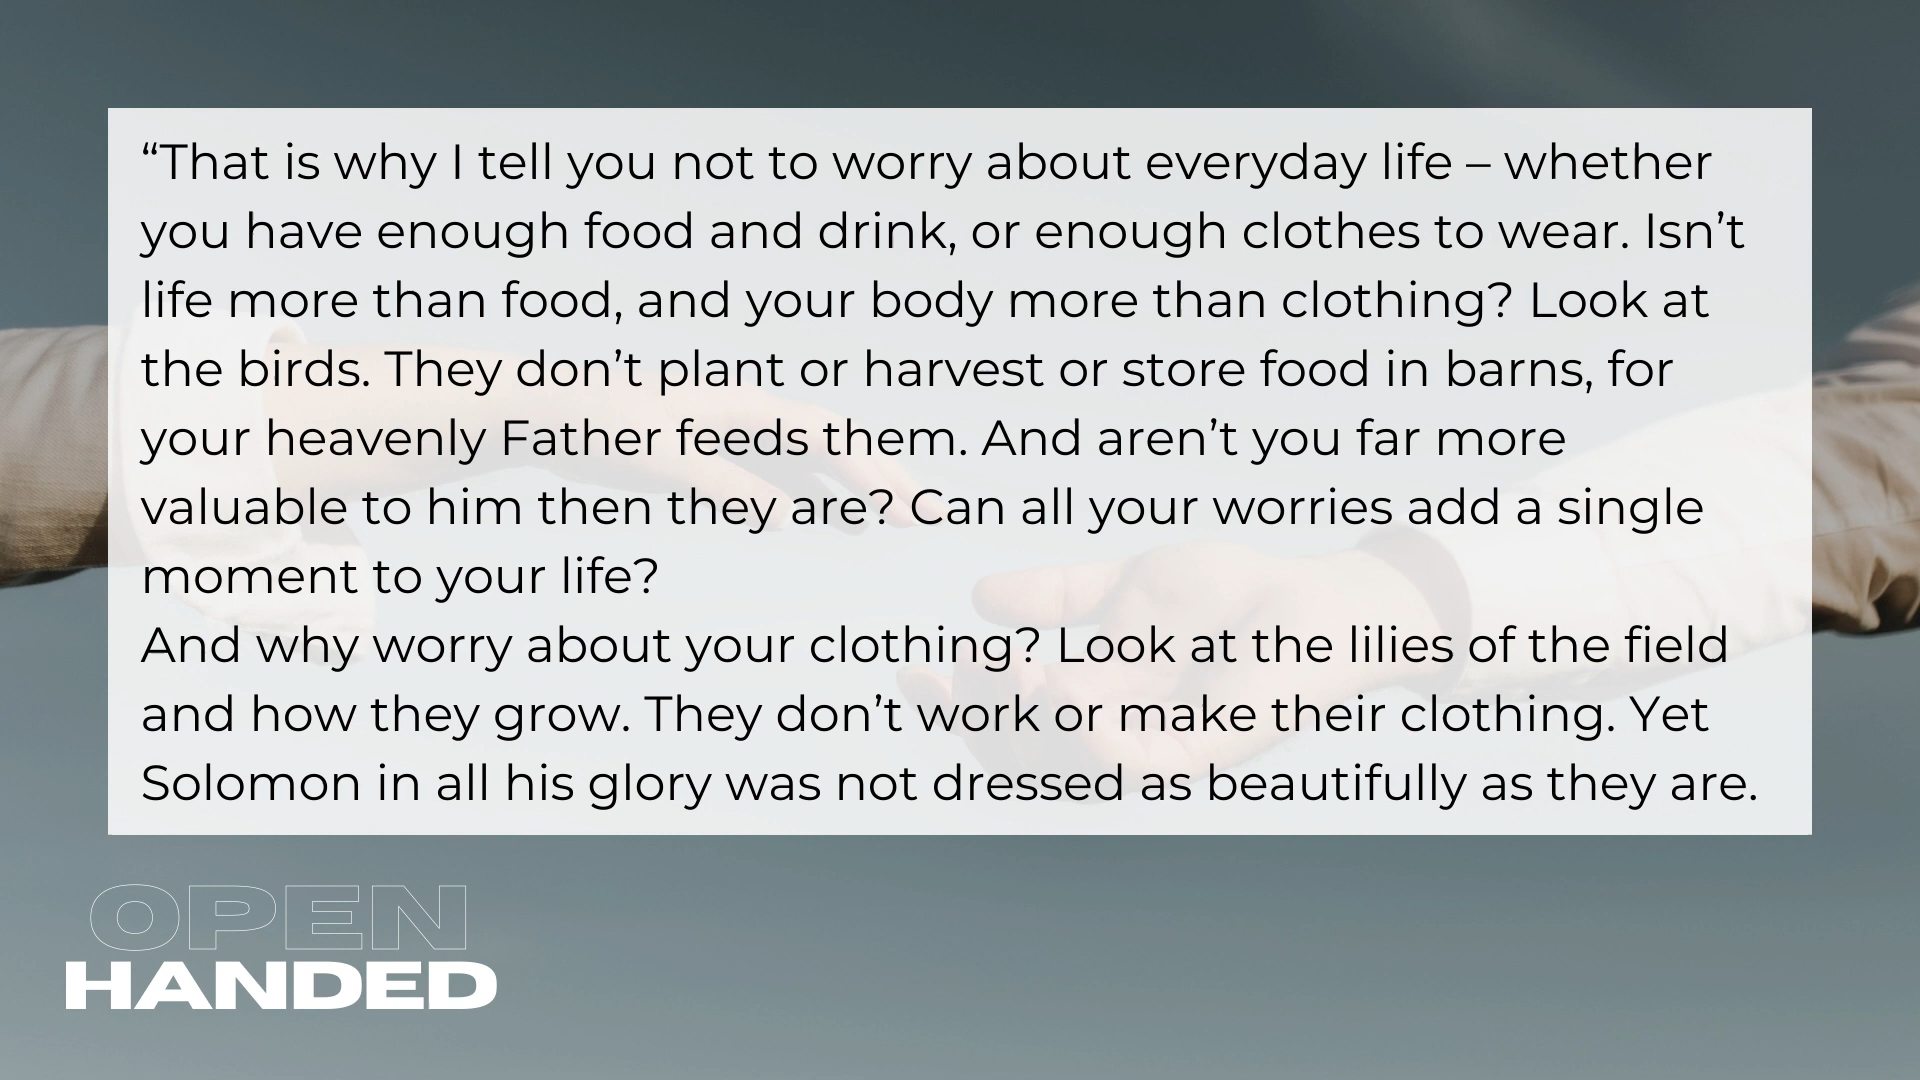 “That is why I tell you not to worry about everyday life – whether
you have enough food and drink, or enough clothes to wear. Isn’t
life more than food, and your body more than clothing? Look at
the birds. They don’t plant or harvest or store food in barns, for
your heavenly Father feeds them. And aren’t you far more
valuable to him then they are? Can all your worries add a single
moment to your life?
And why worry about your clothing? Look at the lilies of the field
and how they grow. They don’t work or make their clothing. Yet
Solomon in all his glory was not dressed as beautifully as they are.
OPEN
HANDED